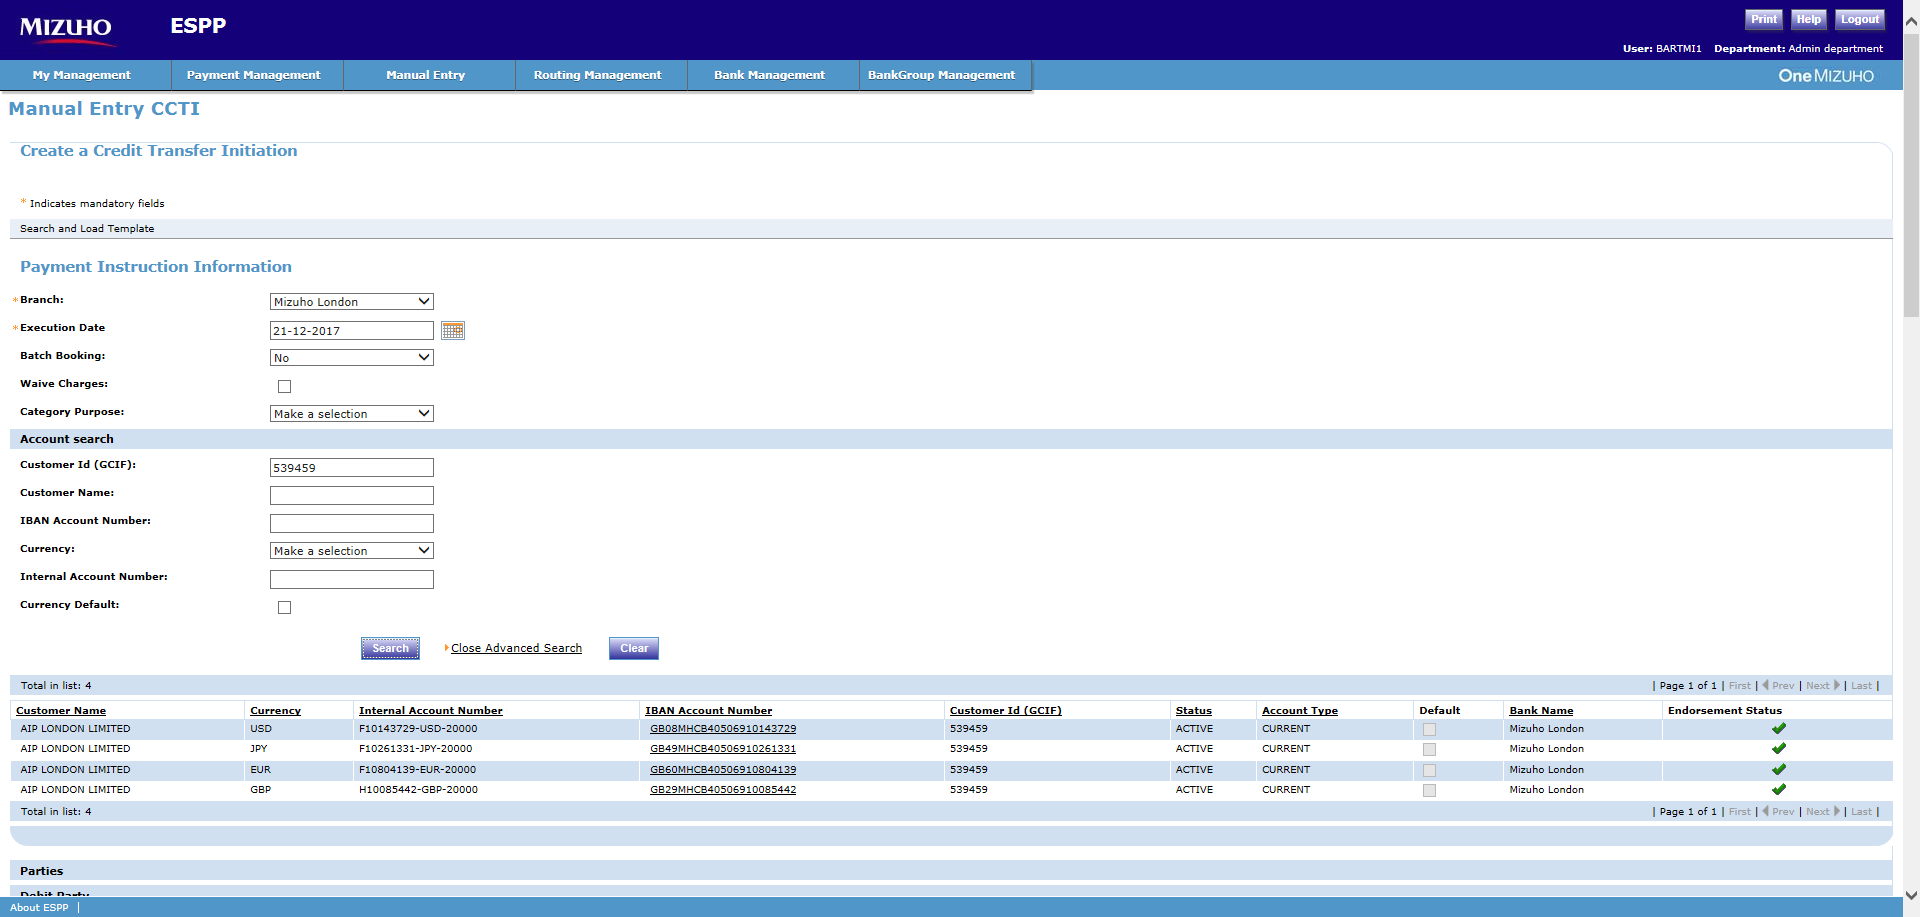 MIZUHO ESPP Print Help Logout
User: BARTMI1 Department: Admin department
My Management Payment Management Manual Entry Routing Management Bank Management BankGroup Management One MIZUHO
Manual Entry CCTI
Create a Credit Transfer Initiation
* Indicates mandatory fields
Search and Load Template
Payment Instruction Information
* Branch: Mizuho London
* Execution Date 21-12-2017
Batch Booking: No
Waive Charges:
Category Purpose: Make a selection
Account search
Customer Id (GCIF): 539459
Customer Name:
IBAN Account Number:
Currency: Make a selection
Internal Account Number:
Currency Default:
Search Close Advanced Search Clear
Total in list: 4 | Page 1 of 1 | First | Prev | Next | Last |
Customer Name Currency Internal Account Number IBAN Account Number Customer Id (GCIF) Status Account Type Default Bank Name Endorsement Status
AIP LONDON LIMITED USD F10143729-USD-20000 GB08MHCB40506910143729 539459 ACTIVE CURRENT Mizuho London
AIP LONDON LIMITED JPY F10261331-JPY-20000 GB49MHCB40506910261331 539459 ACTIVE CURRENT Mizuho London
AIP LONDON LIMITED EUR F10804139-EUR-20000 GB60MHCB40506910804139 539459 ACTIVE CURRENT Mizuho London
AIP LONDON LIMITED GBP H10085442-GBP-20000 GB29MHCB40506910085442 539459 ACTIVE CURRENT Mizuho London
Total in list: 4 | Page 1 of 1 | First | Prev | Next | Last |
Parties
Debit Party
About ESPP |